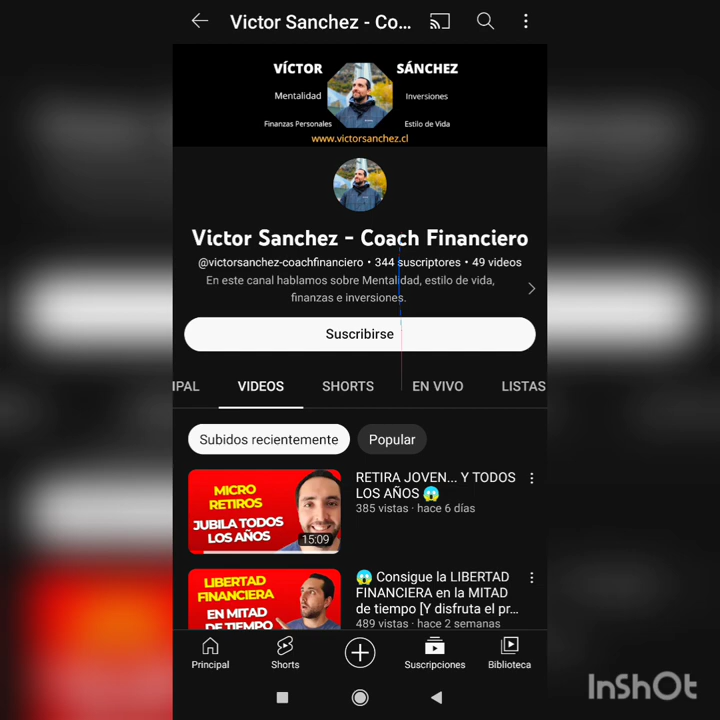 Victor Sanchez - Co...
VÍCTOR SÁNCHEZ
Mentalidad Inversiones
Finanzas Personales Estilo de Vida
www.victorsanchez.cl
Victor Sanchez - Coach Financiero
@victorsanchez-coachfinanciero • 344 suscriptores • 49 videos
En este canal hablamos sobre Mentalidad, estilo de vida,
finanzas e inversiones.
Suscribirse
IPAL VIDEOS SHORTS EN VIVO LISTAS
Subidos recientemente Popular
MICRO
RETIROS
JUBILA TODOS
LOS AÑOS
15:09
RETIRA JOVEN... Y TODOS
LOS AÑOS 😱
385 vistas · hace 6 días
LIBERTAD
FINANCIERA
EN MITAD
DE TIEMPO
😱 Consigue la LIBERTAD
FINANCIERA en la MITAD
de tiempo [Y disfruta el pr...
489 vistas · hace 2 semanas
Principal Shorts Suscripciones Biblioteca
InShOt